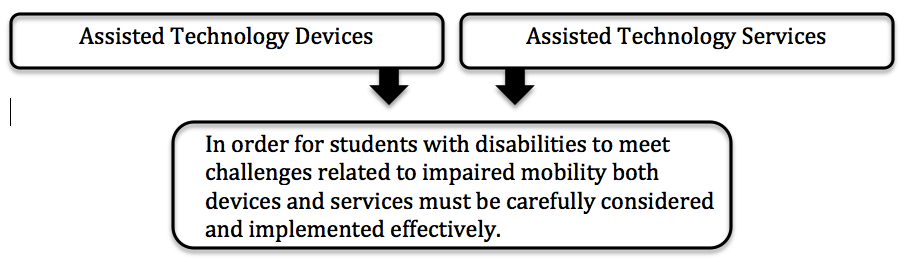 Assisted Technology Devices
Assisted Technology Services
In order for students with disabilities to meet
challenges related to impaired mobility both
devices and services must be carefully considered
and implemented effectively.